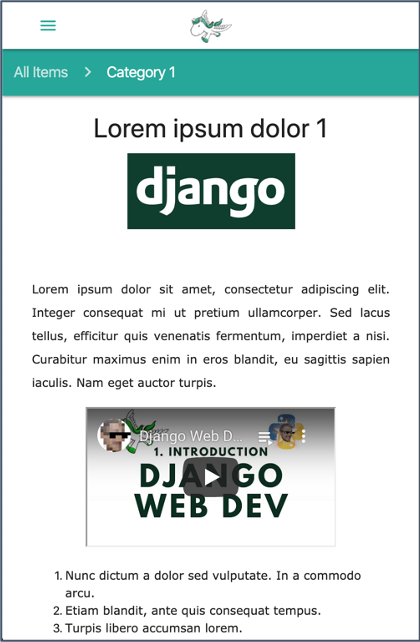 All Items > Category 1
Lorem ipsum dolor 1
django
Lorem ipsum dolor sit amet, consectetur adipiscing elit.
Integer consequat mi ut pretium ullamcorper. Sed lacus
tellus, efficitur quis venenatis fermentum, imperdiet a nisi.
Curabitur maximus enim in eros blandit, eu sagittis sapien
iaculis. Nam eget auctor turpis.
Django Web D...
1. INTRODUCTION
DJANGO
WEB DEV
1. Nunc dictum a dolor sed vulputate. In a commodo
arcu.
2. Etiam blandit, ante quis consequat tempus.
3. Turpis libero accumsan lorem.